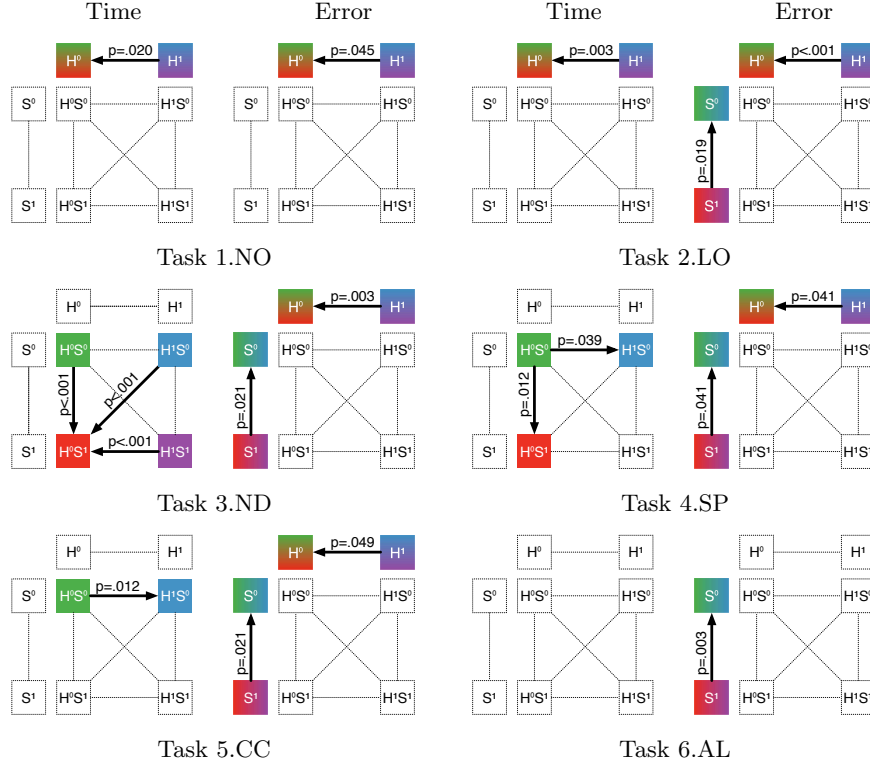 Time Error Time Error
H⁰ p=.020 H¹ H⁰ p=.045 H¹ H⁰ p=.003 H¹ H⁰ p<.001 H¹
S⁰ H⁰S⁰ H¹S⁰ S⁰ H⁰S⁰ H¹S⁰ S⁰ H⁰S⁰ H¹S⁰ S⁰ H⁰S⁰ H¹S⁰
p=.019
S¹ H⁰S¹ H¹S¹ S¹ H⁰S¹ H¹S¹ S¹ H⁰S¹ H¹S¹ S¹ H⁰S¹ H¹S¹
Task 1.NO Task 2.LO
H⁰ H¹ H⁰ p=.003 H¹ H⁰ H¹ H⁰ p=.041 H¹
S⁰ H⁰S⁰ H¹S⁰ S⁰ H⁰S⁰ H¹S⁰ S⁰ H⁰S⁰ p=.039 H¹S⁰ S⁰ H⁰S⁰ H¹S⁰
p<.001 p<.001 p=.021 p=.012 p=.041
S¹ H⁰S¹ p<.001 H¹S¹ S¹ H⁰S¹ H¹S¹ S¹ H⁰S¹ H¹S¹ S¹ H⁰S¹ H¹S¹
Task 3.ND Task 4.SP
H⁰ H¹ H⁰ p=.049 H¹ H⁰ H¹ H⁰ H¹
S⁰ H⁰S⁰ p=.012 H¹S⁰ S⁰ H⁰S⁰ H¹S⁰ S⁰ H⁰S⁰ H¹S⁰ S⁰ H⁰S⁰ H¹S⁰
p=.021 p=.003
S¹ H⁰S¹ H¹S¹ S¹ H⁰S¹ H¹S¹ S¹ H⁰S¹ H¹S¹ S¹ H⁰S¹ H¹S¹
Task 5.CC Task 6.AL